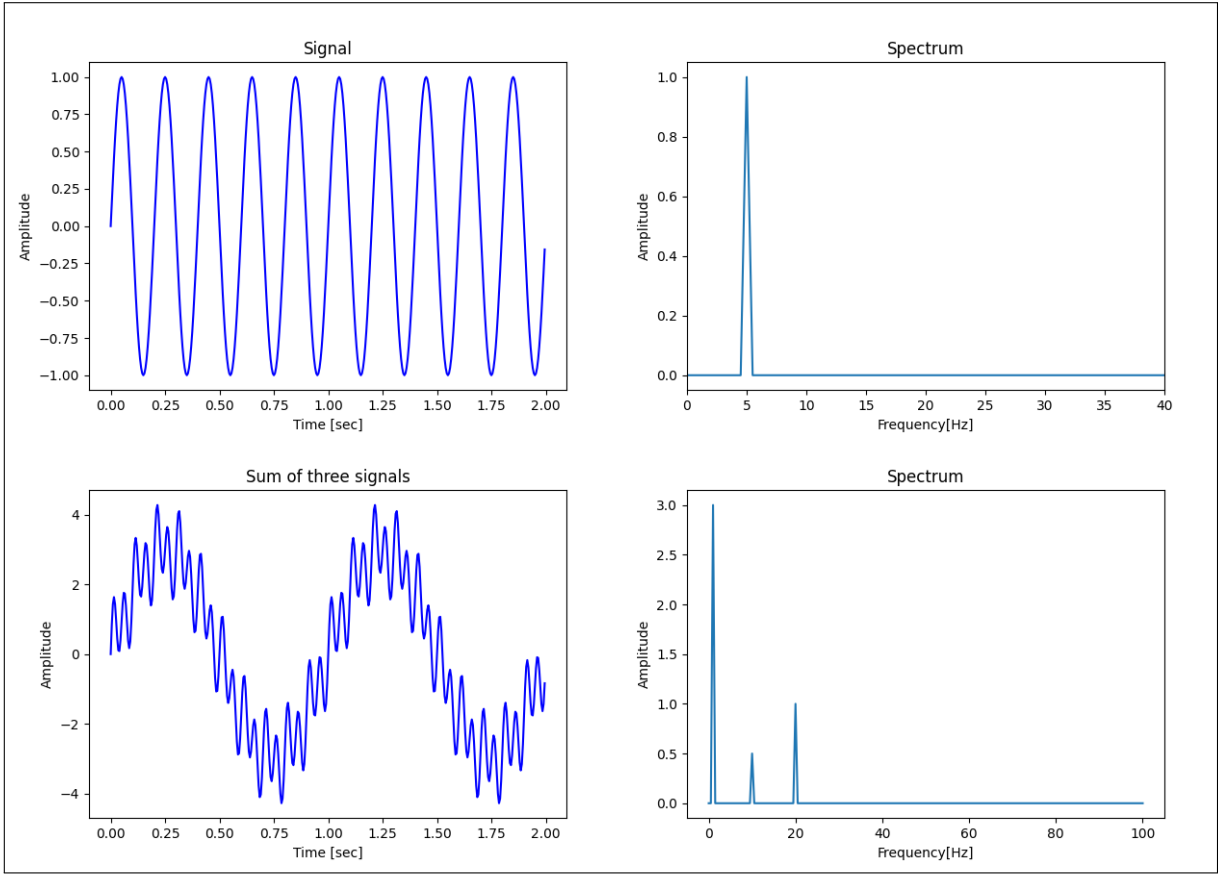 Signal
Amplitude
1.00
0.75
0.50
0.25
0.00
−0.25
−0.50
−0.75
−1.00
0.00 0.25 0.50 0.75 1.00 1.25 1.50 1.75 2.00
Time [sec]
Spectrum
Amplitude
1.0
0.8
0.6
0.4
0.2
0.0
0 5 10 15 20 25 30 35 40
Frequency[Hz]
Sum of three signals
Amplitude
4
2
0
−2
−4
0.00 0.25 0.50 0.75 1.00 1.25 1.50 1.75 2.00
Time [sec]
Spectrum
Amplitude
3.0
2.5
2.0
1.5
1.0
0.5
0.0
0 20 40 60 80 100
Frequency[Hz]